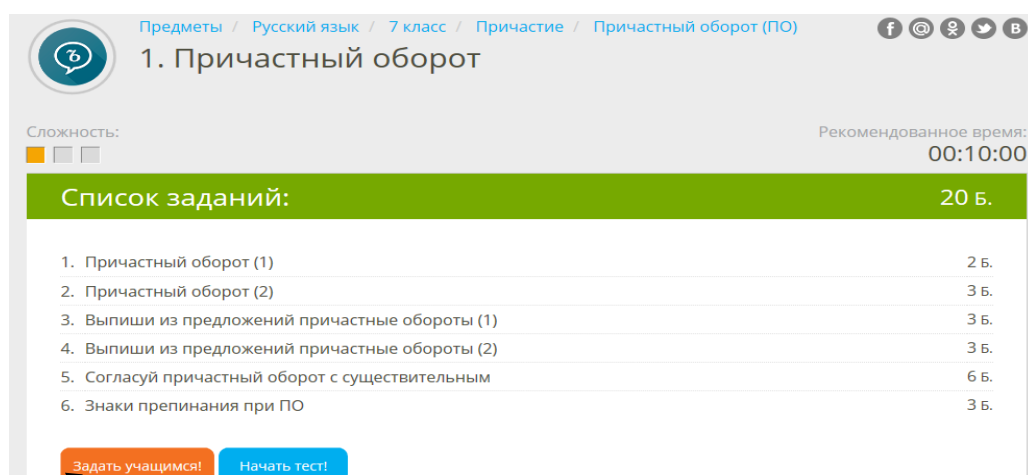 Предметы / Русский язык / 7 класс / Причастие / Причастный оборот (ПО)
1. Причастный оборот
Сложность:
Рекомендованное время:
00:10:00
Список заданий: 20 Б.
1. Причастный оборот (1) 2 Б.
2. Причастный оборот (2) 3 Б.
3. Выпиши из предложений причастные обороты (1) 3 Б.
4. Выпиши из предложений причастные обороты (2) 3 Б.
5. Согласуй причастный оборот с существительным 6 Б.
6. Знаки препинания при ПО 3 Б.
Задать учащимся! Начать тест!